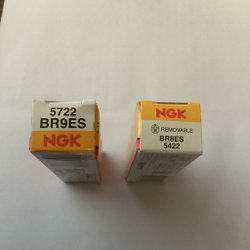 5722
BR9ES
NGK
NGK
REMOVABLE
BR8ES
5422